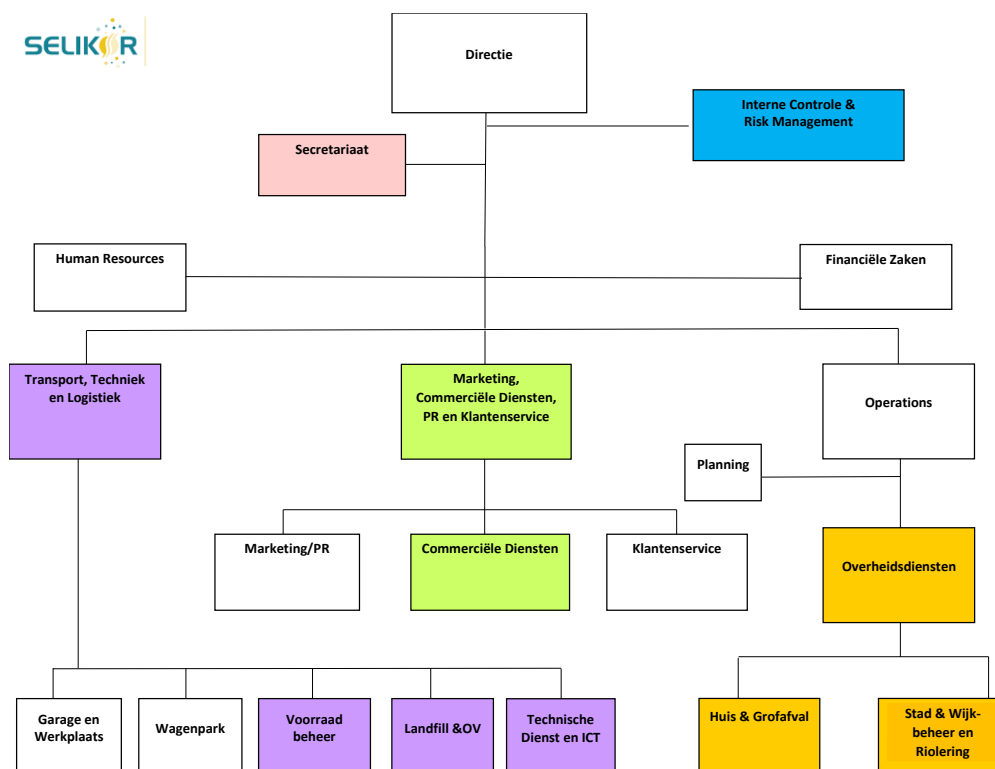 SELIKOR
Directie
Interne Controle &
Risk Management
Secretariaat
Human Resources
Financiële Zaken
Transport, Techniek
en Logistiek
Marketing,
Commerciële Diensten,
PR en Klantenservice
Operations
Planning
Marketing/PR
Commerciële Diensten
Klantenservice
Overheidsdiensten
Garage en
Werkplaats
Wagenpark
Voorraad
beheer
Landfill &OV
Technische
Dienst en ICT
Huis & Grofafval
Stad & Wijk-
beheer en
Riolering